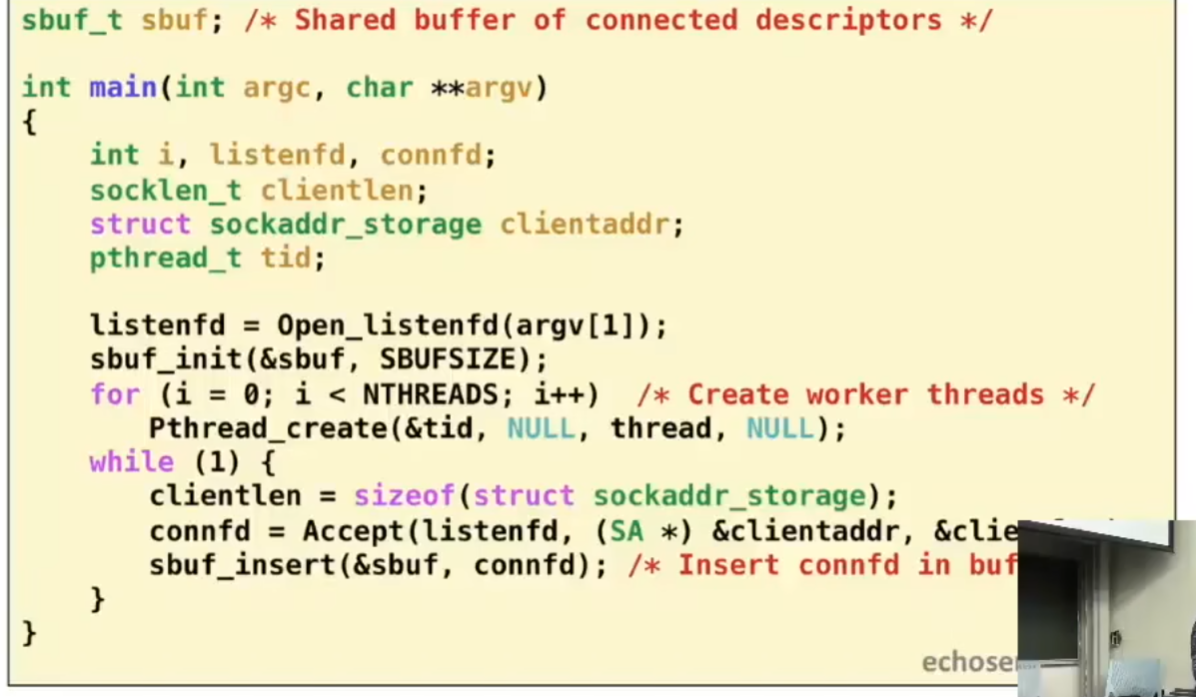 sbuf_t sbuf; /* Shared buffer of connected descriptors */
int main(int argc, char **argv)
{
int i, listenfd, connfd;
socklen_t clientlen;
struct sockaddr_storage clientaddr;
pthread_t tid;
listenfd = Open_listenfd(argv[1]);
sbuf_init(&sbuf, SBUFSIZE);
for (i = 0; i < NTHREADS; i++) /* Create worker threads */
Pthread_create(&tid, NULL, thread, NULL);
while (1) {
clientlen = sizeof(struct sockaddr_storage);
connfd = Accept(listenfd, (SA *) &clientaddr, &clie
sbuf_insert(&sbuf, connfd); /* Insert connfd in buf
}
}
echose